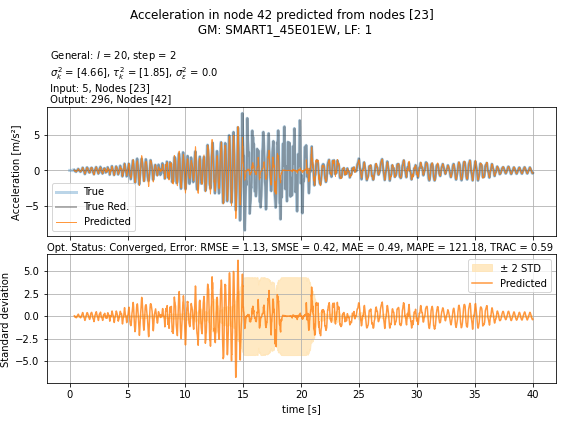 Acceleration in node 42 predicted from nodes [23]
GM: SMART1_45E01EW, LF: 1
General: l = 20, step = 2
σ²ₖ = [4.66], τ²ₖ = [1.85], σ²ε = 0.0
Input: 5, Nodes [23]
Output: 296, Nodes [42]
Acceleration [m/s²]
5
0
−5
True
True Red.
Predicted
Opt. Status: Converged, Error: RMSE = 1.13, SMSE = 0.42, MAE = 0.49, MAPE = 121.18, TRAC = 0.59
Standard deviation
5.0
2.5
0.0
−2.5
−5.0
± 2 STD
Predicted
0 5 10 15 20 25 30 35 40
time [s]